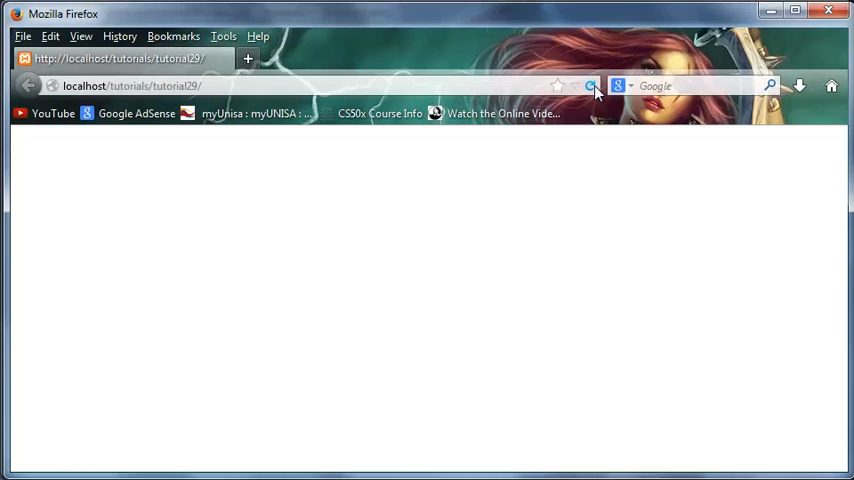 Mozilla Firefox
File Edit View History Bookmarks Tools Help
http://localhost/tutorials/tutorial29/ +
localhost/tutorials/tutorial29/ Google
YouTube Google AdSense myUnisa : myUNISA : ... CS50x Course Info Watch the Online Vide...